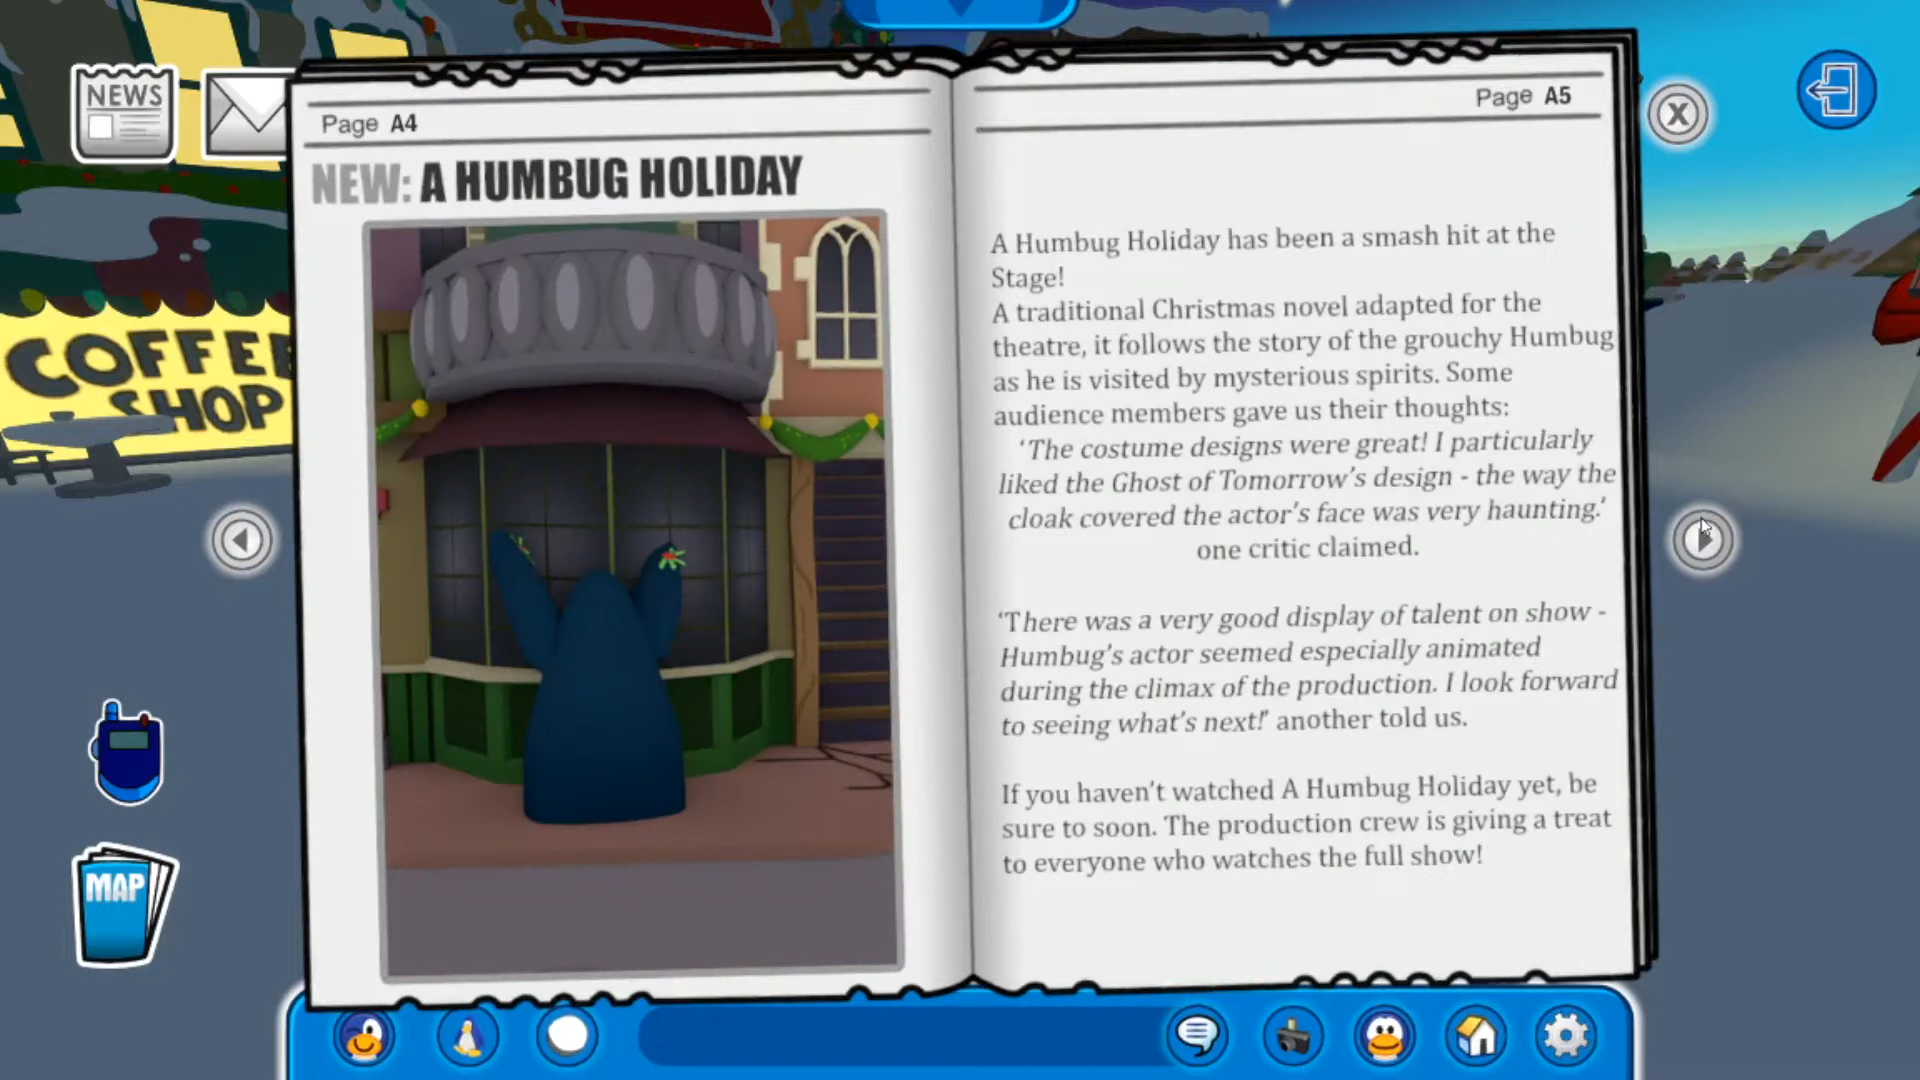 NEWS
COFFEE
SHOP
MAP
Page A4
NEW: A HUMBUG HOLIDAY
Page A5
X
A Humbug Holiday has been a smash hit at the
Stage!
A traditional Christmas novel adapted for the
theatre, it follows the story of the grouchy Humbug
as he is visited by mysterious spirits. Some
audience members gave us their thoughts:
‘The costume designs were great! I particularly
liked the Ghost of Tomorrow’s design - the way the
cloak covered the actor’s face was very haunting.’
one critic claimed.
‘There was a very good display of talent on show -
Humbug’s actor seemed especially animated
during the climax of the production. I look forward
to seeing what’s next!’ another told us.
If you haven’t watched A Humbug Holiday yet, be
sure to soon. The production crew is giving a treat
to everyone who watches the full show!